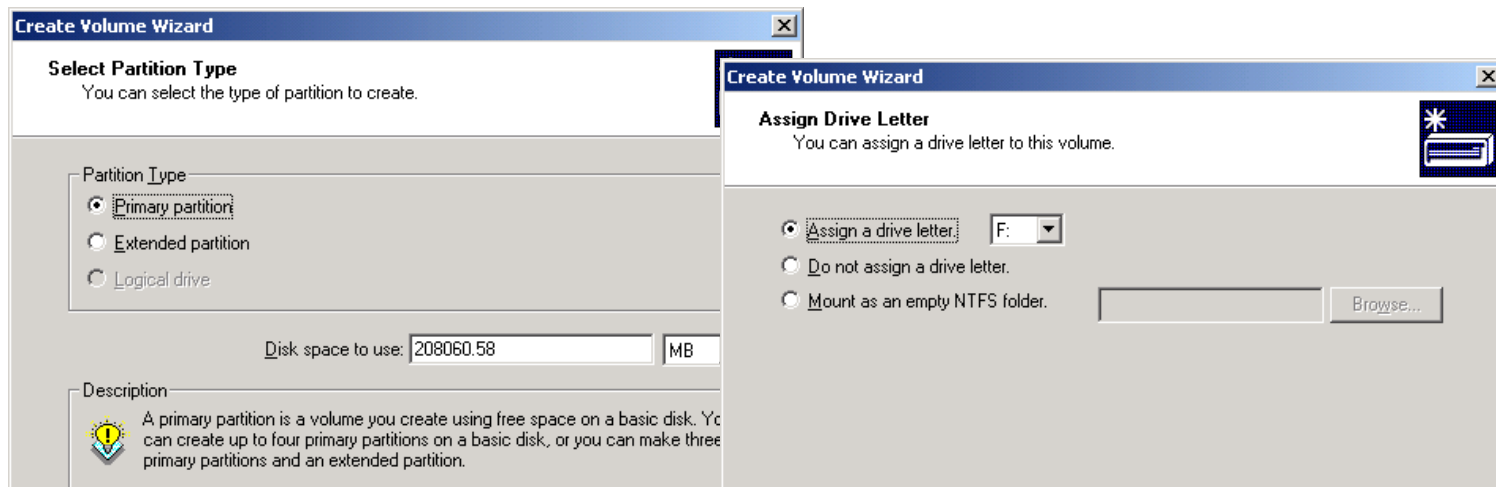 Create Volume Wizard
Select Partition Type
You can select the type of partition to create.
Partition Type
Primary partition
Extended partition
Logical drive
Disk space to use: 208060.58 MB
Description
A primary partition is a volume you create using free space on a basic disk.
can create up to four primary partitions on a basic disk, or you can make three
primary partitions and an extended partition.
Create Volume Wizard
Assign Drive Letter
You can assign a drive letter to this volume.
Assign a drive letter. F:
Do not assign a drive letter.
Mount as an empty NTFS folder. Browse...